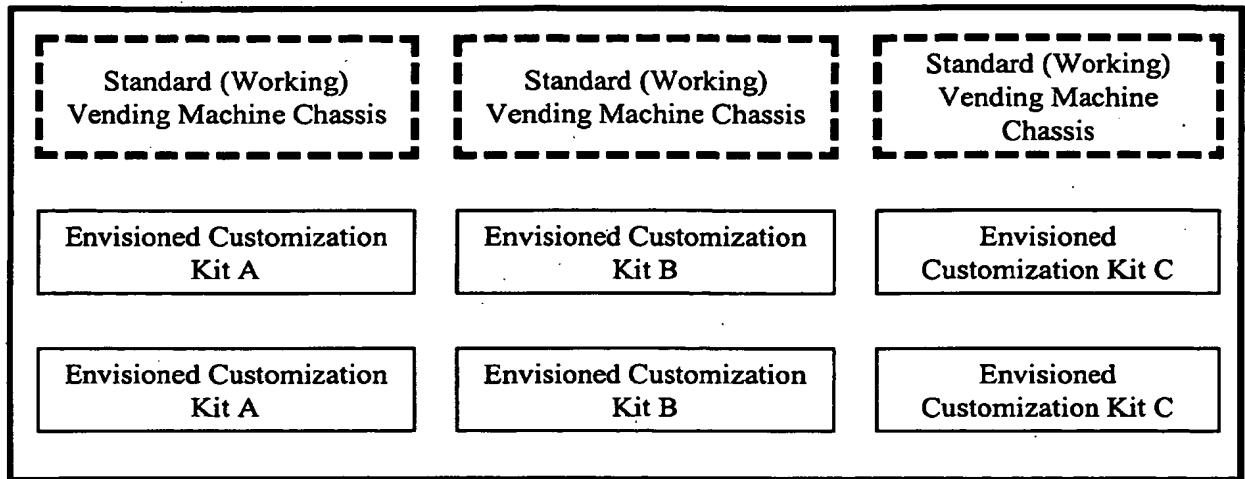 Standard (Working)
Vending Machine Chassis
Standard (Working)
Vending Machine Chassis
Standard (Working)
Vending Machine
Chassis
Envisioned Customization
Kit A
Envisioned Customization
Kit B
Envisioned
Customization Kit C
Envisioned Customization
Kit A
Envisioned Customization
Kit B
Envisioned
Customization Kit C